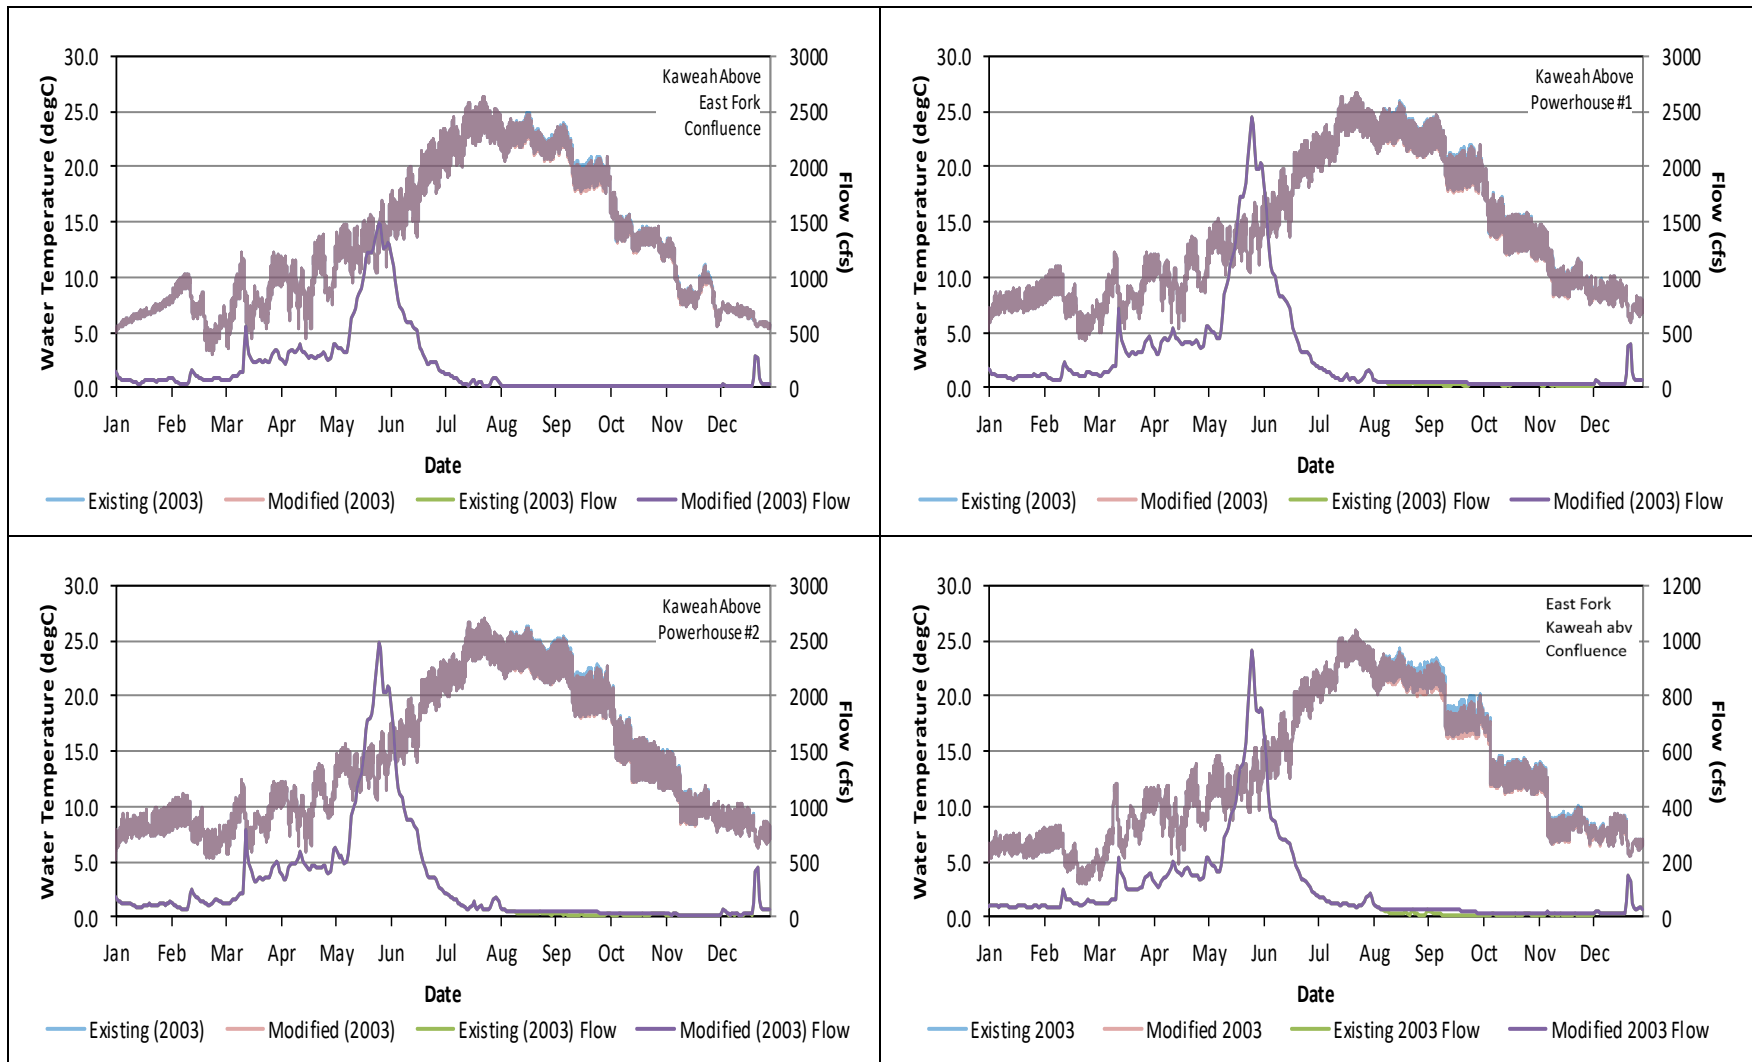 Kaweah Above
East Fork
Confluence
Water Temperature (degC)
30.0
25.0
20.0
15.0
10.0
5.0
0.0
3000
2500
2000
1500
1000
500
0
Flow (cfs)
Jan Feb Mar Apr May Jun Jul Aug Sep Oct Nov Dec
Date
Existing (2003) Modified (2003) Existing (2003) Flow Modified (2003) Flow
Kaweah Above
Powerhouse #1
Water Temperature (degC)
30.0
25.0
20.0
15.0
10.0
5.0
0.0
3000
2500
2000
1500
1000
500
0
Flow (cfs)
Jan Feb Mar Apr May Jun Jul Aug Sep Oct Nov Dec
Date
Existing (2003) Modified (2003) Existing (2003) Flow Modified (2003) Flow
Kaweah Above
Powerhouse #2
Water Temperature (degC)
30.0
25.0
20.0
15.0
10.0
5.0
0.0
3000
2500
2000
1500
1000
500
0
Flow (cfs)
Jan Feb Mar Apr May Jun Jul Aug Sep Oct Nov Dec
Date
Existing (2003) Modified (2003) Existing (2003) Flow Modified (2003) Flow
East Fork
Kaweah abv
Confluence
Water Temperature (degC)
30.0
25.0
20.0
15.0
10.0
5.0
0.0
1200
1000
800
600
400
200
0
Flow (cfs)
Jan Feb Mar Apr May Jun Jul Aug Sep Oct Nov Dec
Date
Existing 2003 Modified 2003 Existing 2003 Flow Modified 2003 Flow